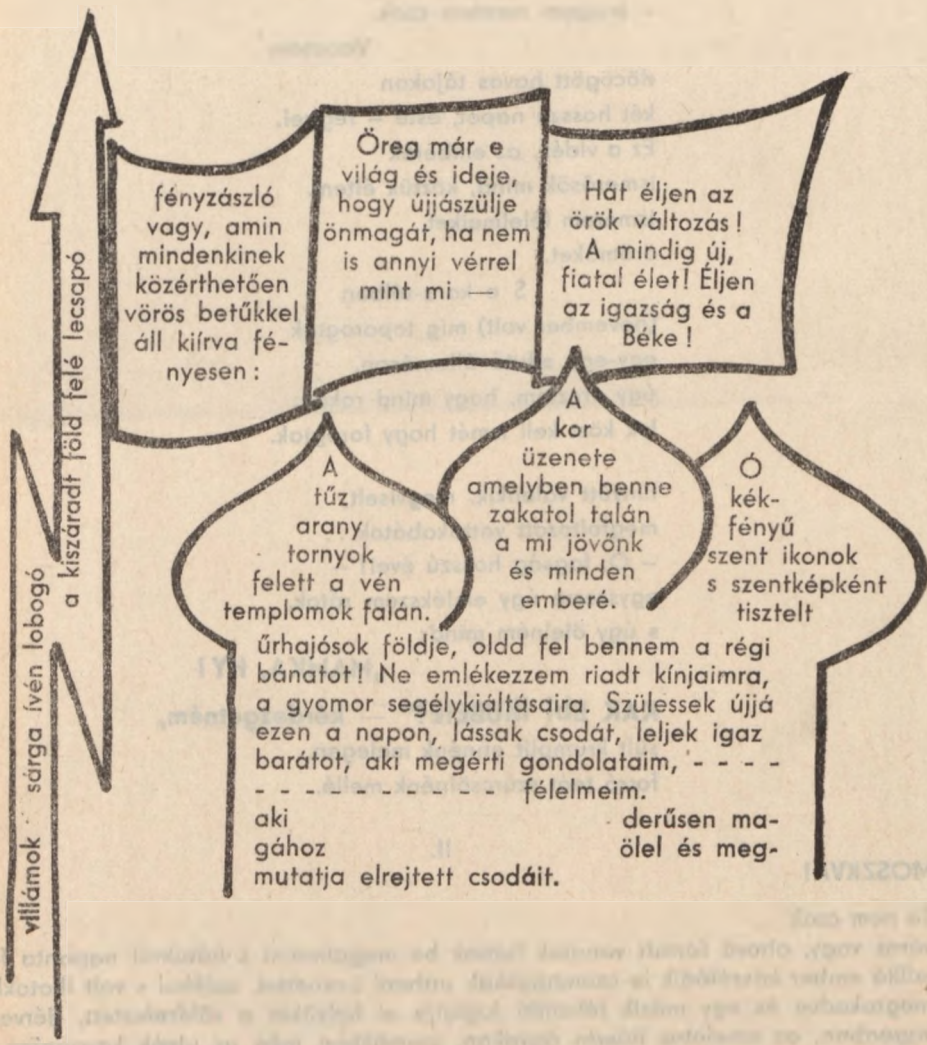 villámok sárga ívén lobogó
a kiszáradt föld felé lecsapó
fényzászló
vagy, amin
mindenkinek
közérthetően
vörös betűkkel
áll kiírva fé-
nyesen :
Öreg már e
világ és ideje,
hogy újjászülje
önmagát, ha nem
is annyi vérrel
mint mi —
Hát éljen az
örök változás !
A mindig új,
fiatal élet! Éljen
az igazság és a
Béke !
A
tűz
arany
tornyok
felett a vén
templomok falán.
A
kor
üzenete
amelyben benne
zakatol talán
a mi jövőnk
és minden
emberé.
Ó
kék-
fényű
szent ikonok
s szentképként
tisztelt
űrhajósok földje, oldd fel bennem a régi
bánatot! Ne emlékezzem riadt kínjaimra,
a gyomor segélykiáltásaira. Szülessek újjá
ezen a napon, lássak csodát, leljek igaz
barátot, aki megérti gondolataim, - - - -
- - - - - - - - - - - - félelmeim.
aki derűsen ma-
gához ölel és meg-
mutatja elrejtett csodáit.